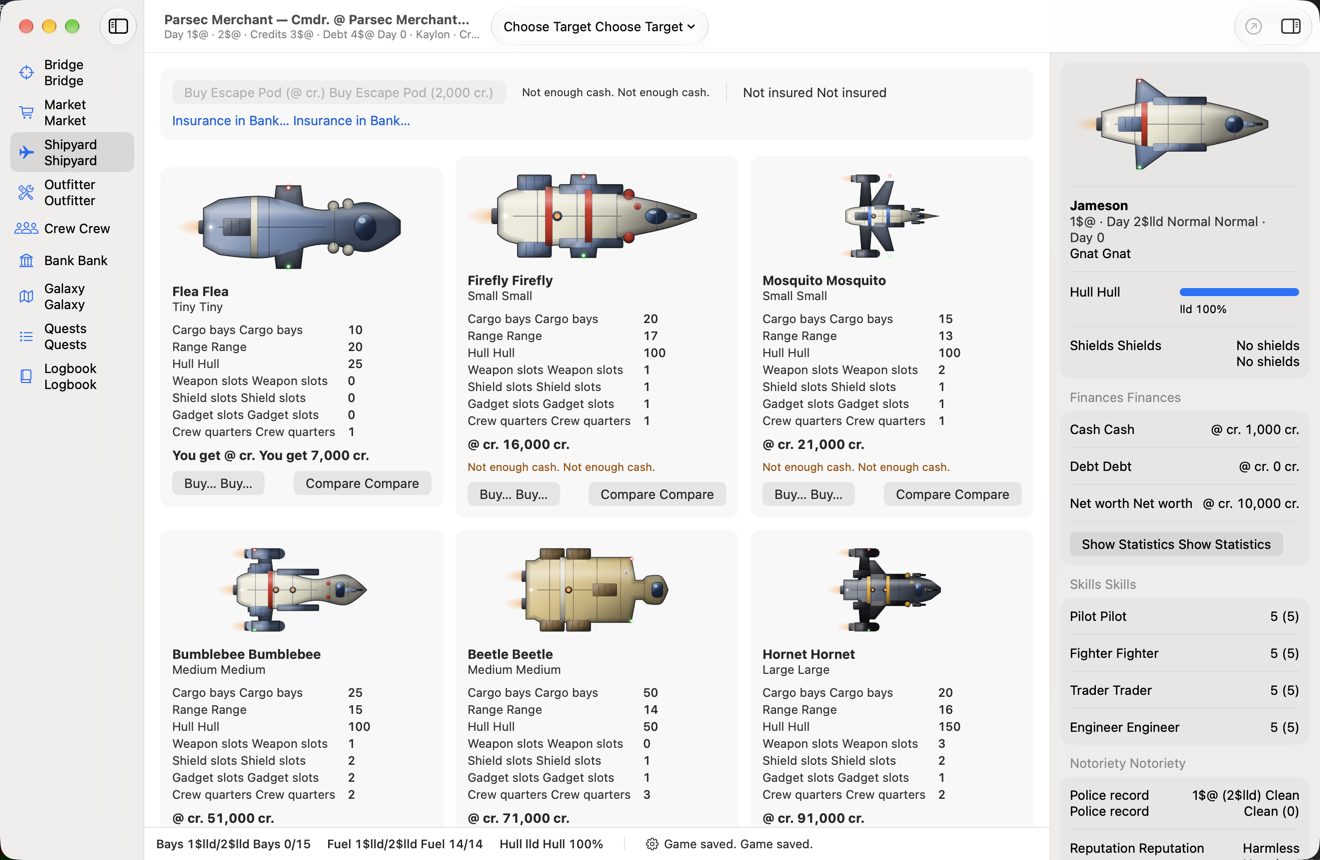 Parsec Merchant — Cmdr. @ Parsec Merchant...
Day 1$@ · 2$@ · Credits 3$@ · Debt 4$@ Day 0 · Kaylon · Cr...
Choose Target Choose Target
Bridge
Bridge
Market
Market
Shipyard
Shipyard
Outfitter
Outfitter
Crew Crew
Bank Bank
Galaxy
Galaxy
Quests
Quests
Logbook
Logbook
Buy Escape Pod (@ cr.) Buy Escape Pod (2,000 cr.)
Not enough cash. Not enough cash.
Not insured Not insured
Insurance in Bank... Insurance in Bank...
Flea Flea
Tiny Tiny
Cargo bays Cargo bays 10
Range Range 20
Hull Hull 25
Weapon slots Weapon slots 0
Shield slots Shield slots 0
Gadget slots Gadget slots 0
Crew quarters Crew quarters 1
You get @ cr. You get 7,000 cr.
Buy... Buy...
Compare Compare
Firefly Firefly
Small Small
Cargo bays Cargo bays 20
Range Range 17
Hull Hull 100
Weapon slots Weapon slots 1
Shield slots Shield slots 1
Gadget slots Gadget slots 1
Crew quarters Crew quarters 1
@ cr. 16,000 cr.
Not enough cash. Not enough cash.
Buy... Buy...
Compare Compare
Mosquito Mosquito
Small Small
Cargo bays Cargo bays 15
Range Range 13
Hull Hull 100
Weapon slots Weapon slots 2
Shield slots Shield slots 1
Gadget slots Gadget slots 1
Crew quarters Crew quarters 1
@ cr. 21,000 cr.
Not enough cash. Not enough cash.
Buy... Buy...
Compare Compare
Bumblebee Bumblebee
Medium Medium
Cargo bays Cargo bays 25
Range Range 15
Hull Hull 100
Weapon slots Weapon slots 1
Shield slots Shield slots 2
Gadget slots Gadget slots 2
Crew quarters Crew quarters 2
@ cr. 51,000 cr.
Beetle Beetle
Medium Medium
Cargo bays Cargo bays 50
Range Range 14
Hull Hull 50
Weapon slots Weapon slots 0
Shield slots Shield slots 1
Gadget slots Gadget slots 1
Crew quarters Crew quarters 3
@ cr. 71,000 cr.
Hornet Hornet
Large Large
Cargo bays Cargo bays 20
Range Range 16
Hull Hull 150
Weapon slots Weapon slots 3
Shield slots Shield slots 2
Gadget slots Gadget slots 1
Crew quarters Crew quarters 2
@ cr. 91,000 cr.
Bays 1$lld/2$lld Bays 0/15
Fuel 1$lld/2$lld Fuel 14/14
Hull lld Hull 100%
Game saved. Game saved.
Jameson
1$@ · Day 2$lld Normal Normal ·
Day 0
Gnat Gnat
Hull Hull
lld 100%
Shields Shields No shields
No shields
Finances Finances
Cash Cash @ cr. 1,000 cr.
Debt Debt @ cr. 0 cr.
Net worth Net worth @ cr. 10,000 cr.
Show Statistics Show Statistics
Skills Skills
Pilot Pilot 5 (5)
Fighter Fighter 5 (5)
Trader Trader 5 (5)
Engineer Engineer 5 (5)
Notoriety Notoriety
Police record 1$@ (2$lld) Clean
Police record Clean (0)
Reputation Reputation Harmless